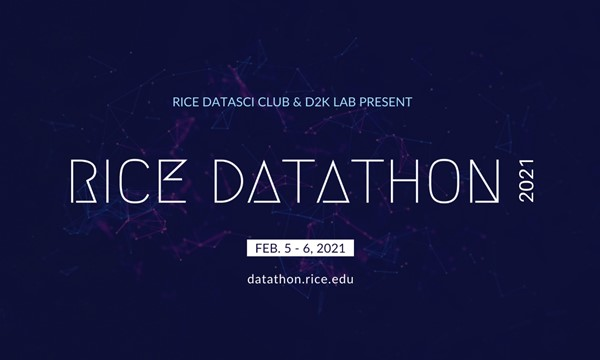 RICE DATASCI CLUB & D2K LAB PRESENT
RICE DATATHON 2021
FEB. 5 - 6, 2021
datathon.rice.edu